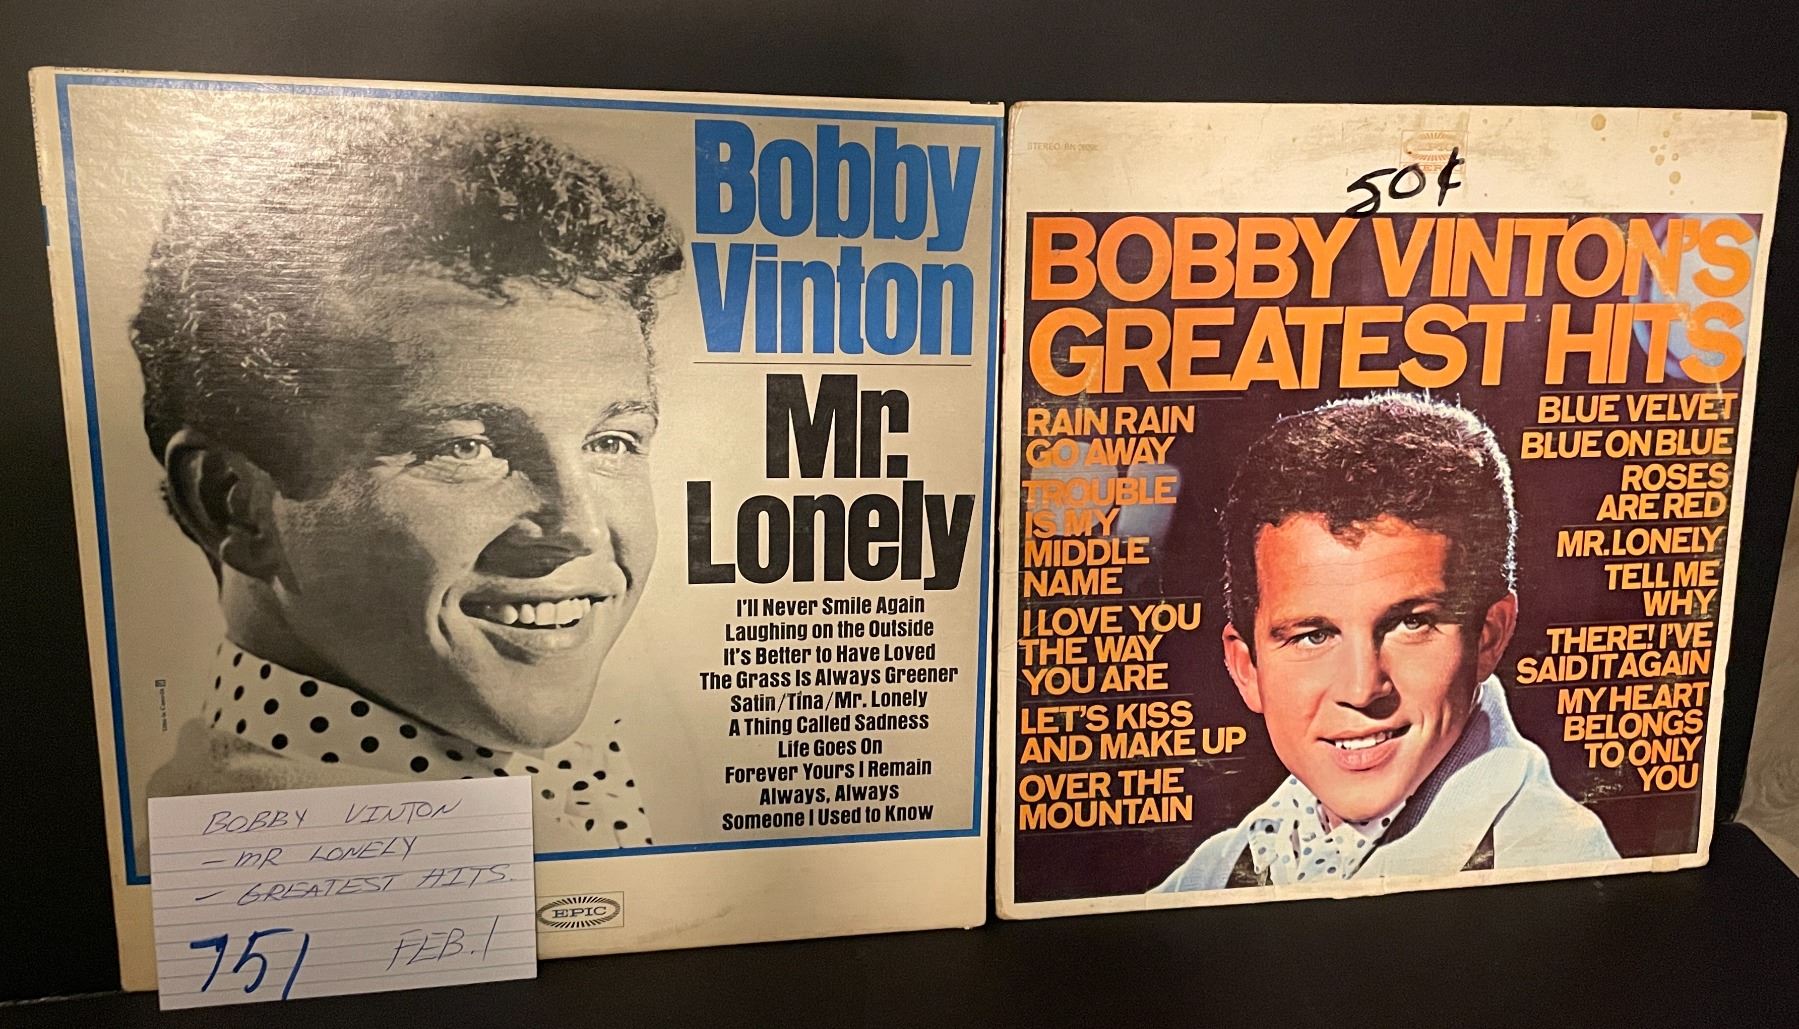 Bobby
Vinton
Mr.
Lonely
I'll Never Smile Again
Laughing on the Outside
It's Better to Have Loved
The Grass Is Always Greener
Satin/Tina/Mr. Lonely
A Thing Called Sadness
Life Goes On
Forever Yours I Remain
Always, Always
Someone I Used to Know
EPIC
BOBBY VINTON
- MR LONELY
- GREATEST HITS.
751 FEB. 1
50¢
BOBBY VINTON'S
GREATEST HITS
RAIN RAIN
GO AWAY
TROUBLE
IS MY
MIDDLE
NAME
I LOVE YOU
THE WAY
YOU ARE
LET'S KISS
AND MAKE UP
OVER THE
MOUNTAIN
BLUE VELVET
BLUE ON BLUE
ROSES
ARE RED
MR. LONELY
TELL ME
WHY
THERE! I'VE
SAID IT AGAIN
MY HEART
BELONGS
TO ONLY
YOU